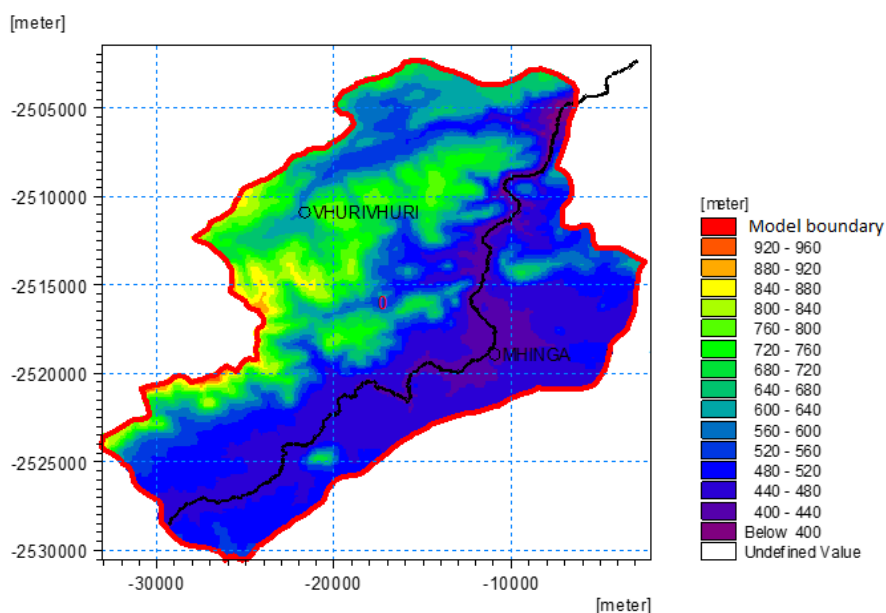 [meter]
-2505000
-2510000
-2515000
-2520000
-2525000
-2530000
-30000
-20000
-10000
[meter]
OVHURIVHURI
0
OMHINGA
[meter]
Model boundary
920 - 960
880 - 920
840 - 880
800 - 840
760 - 800
720 - 760
680 - 720
640 - 680
600 - 640
560 - 600
520 - 560
480 - 520
440 - 480
400 - 440
Below 400
Undefined Value